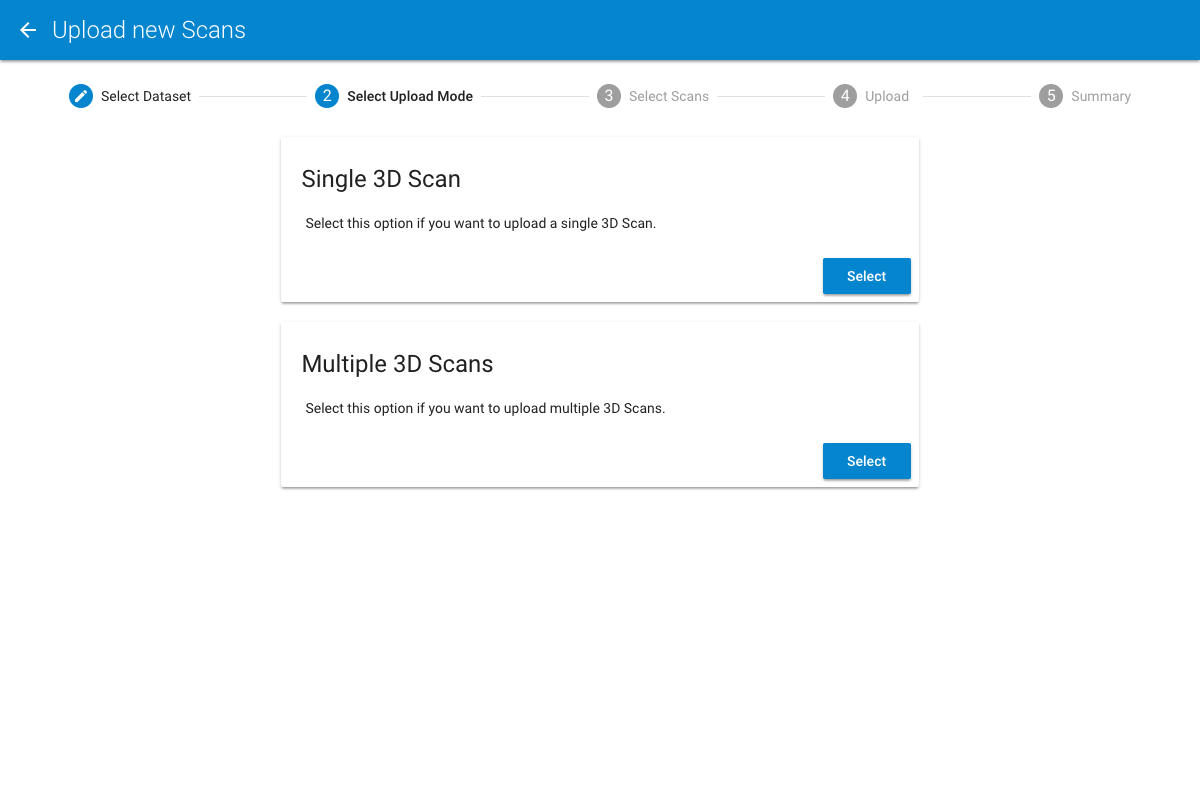 Upload new Scans
Select Dataset
2 Select Upload Mode
3 Select Scans
4 Upload
5 Summary
Single 3D Scan
Select this option if you want to upload a single 3D Scan.
Select
Multiple 3D Scans
Select this option if you want to upload multiple 3D Scans.
Select